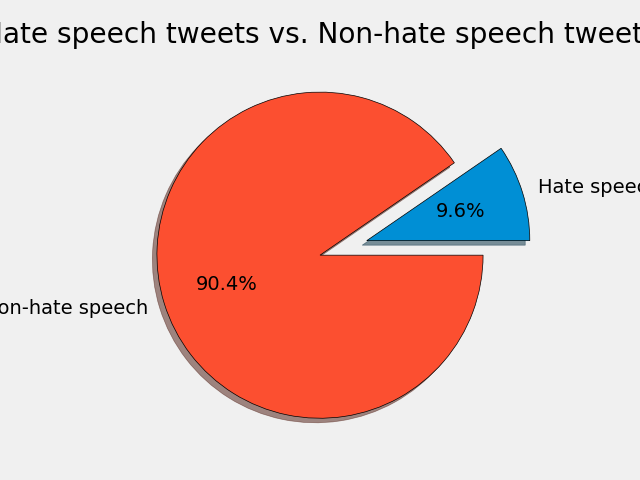 ate speech tweets vs. Non-hate speech tweet
Hate speec
9.6%
90.4%
on-hate speech